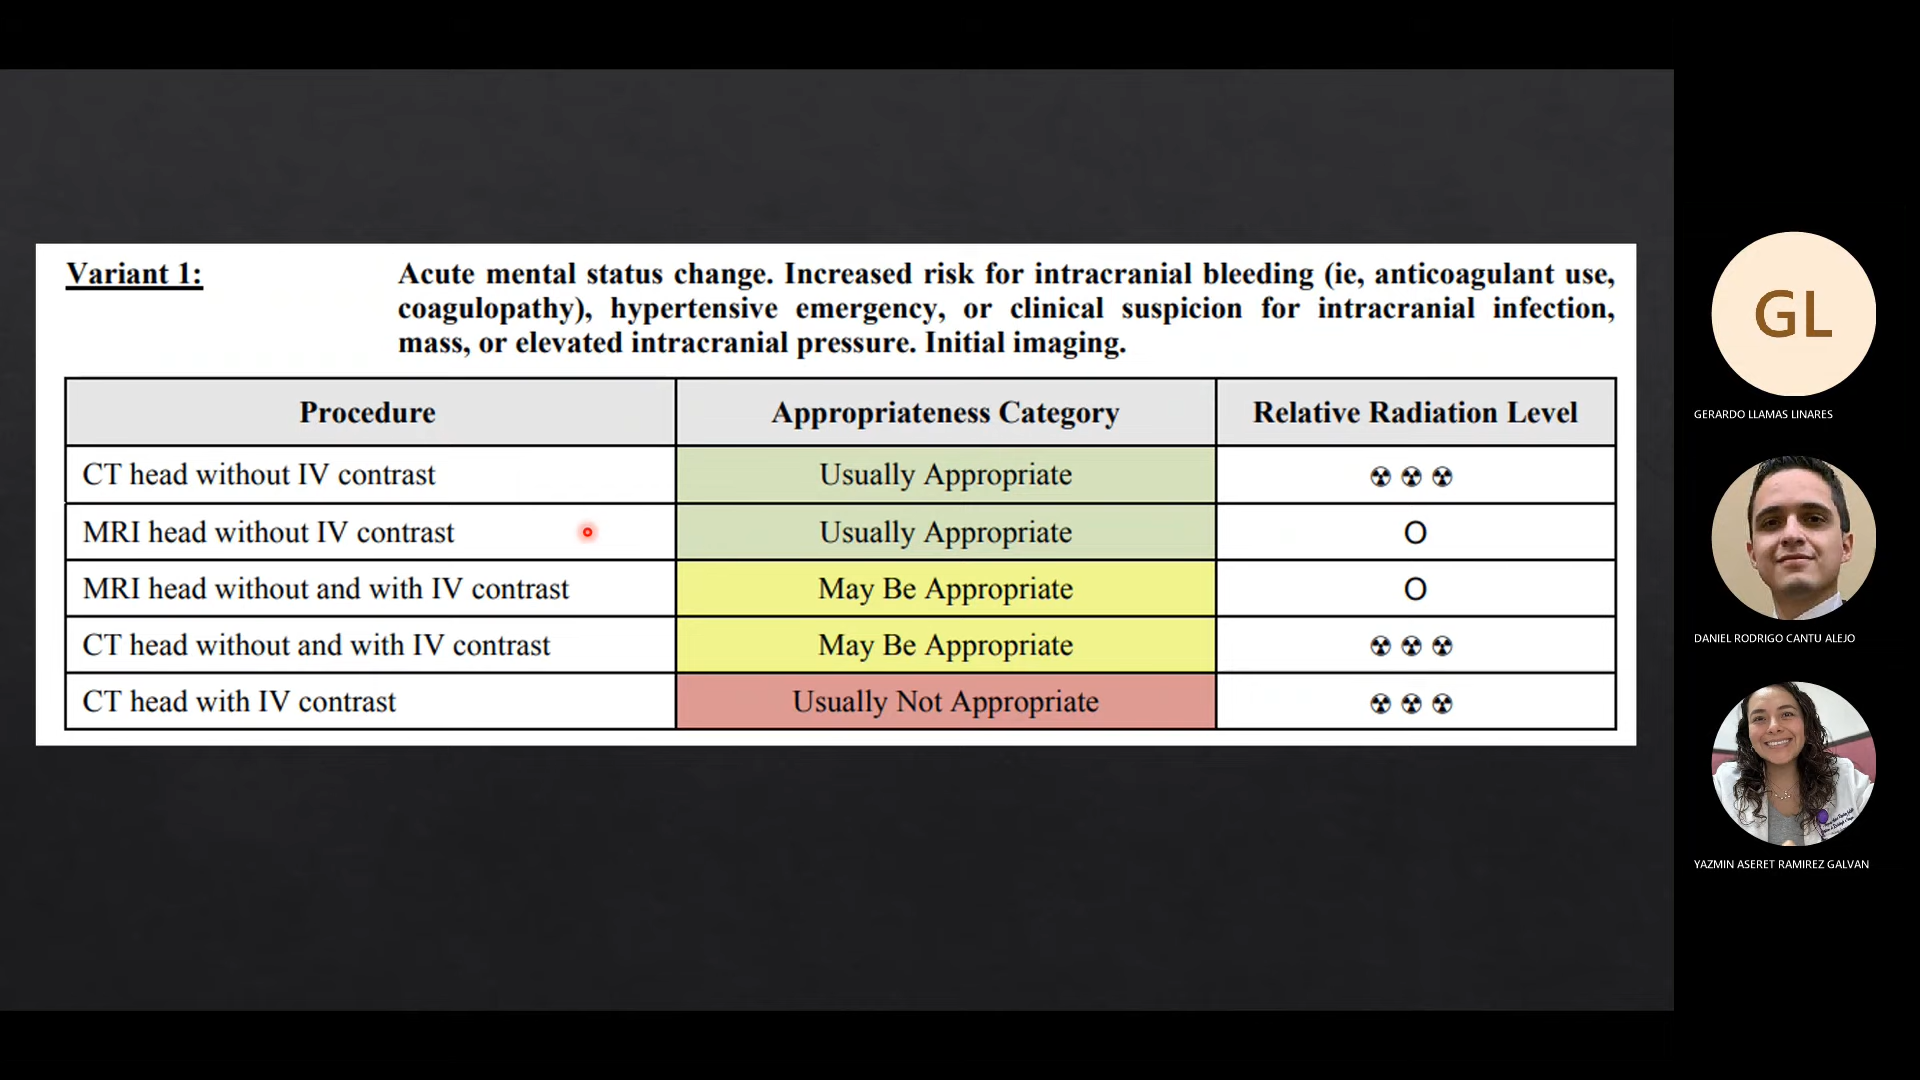 Variant 1:
Acute mental status change. Increased risk for intracranial bleeding (ie, anticoagulant use,
coagulopathy), hypertensive emergency, or clinical suspicion for intracranial infection,
mass, or elevated intracranial pressure. Initial imaging.
Procedure Appropriateness Category Relative Radiation Level
CT head without IV contrast Usually Appropriate ☢☢☢
MRI head without IV contrast Usually Appropriate O
MRI head without and with IV contrast May Be Appropriate O
CT head without and with IV contrast May Be Appropriate ☢☢☢
CT head with IV contrast Usually Not Appropriate ☢☢☢
GL
GERARDO LLAMAS LINARES
DANIEL RODRIGO CANTU ALEJO
YAZMIN ASERET RAMIREZ GALVAN